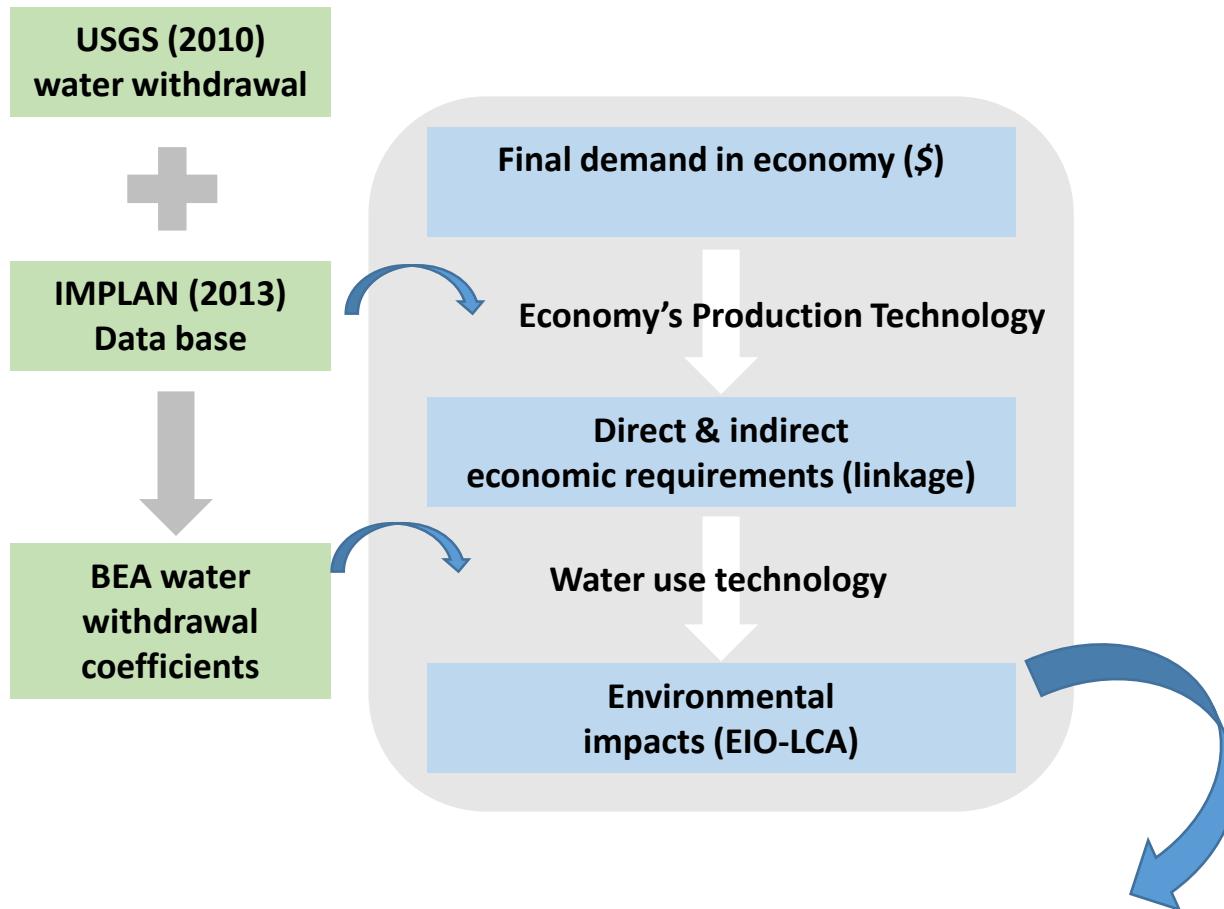 USGS (2010)
water withdrawal
IMPLAN (2013)
Data base
BEA water
withdrawal
coefficients
Final demand in economy ($)
Economy’s Production Technology
Direct & indirect
economic requirements (linkage)
Water use technology
Environmental
impacts (EIO-LCA)